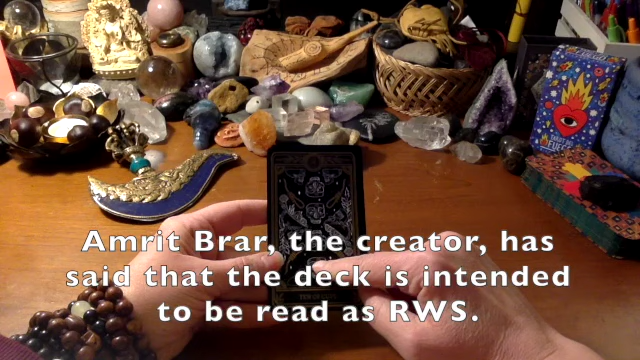 Amrit Brar, the creator, has
said that the deck is intended
to be read as RWS.